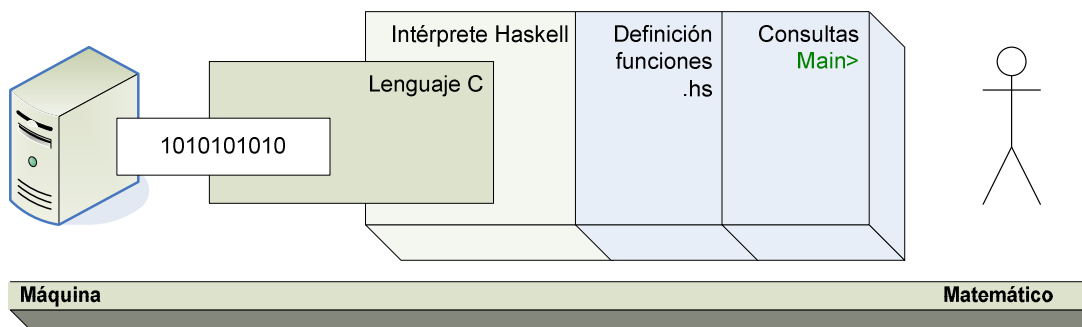 Intérprete Haskell
Definición
funciones
.hs
Consultas
Main>
Lenguaje C
1010101010
Máquina
Matemático